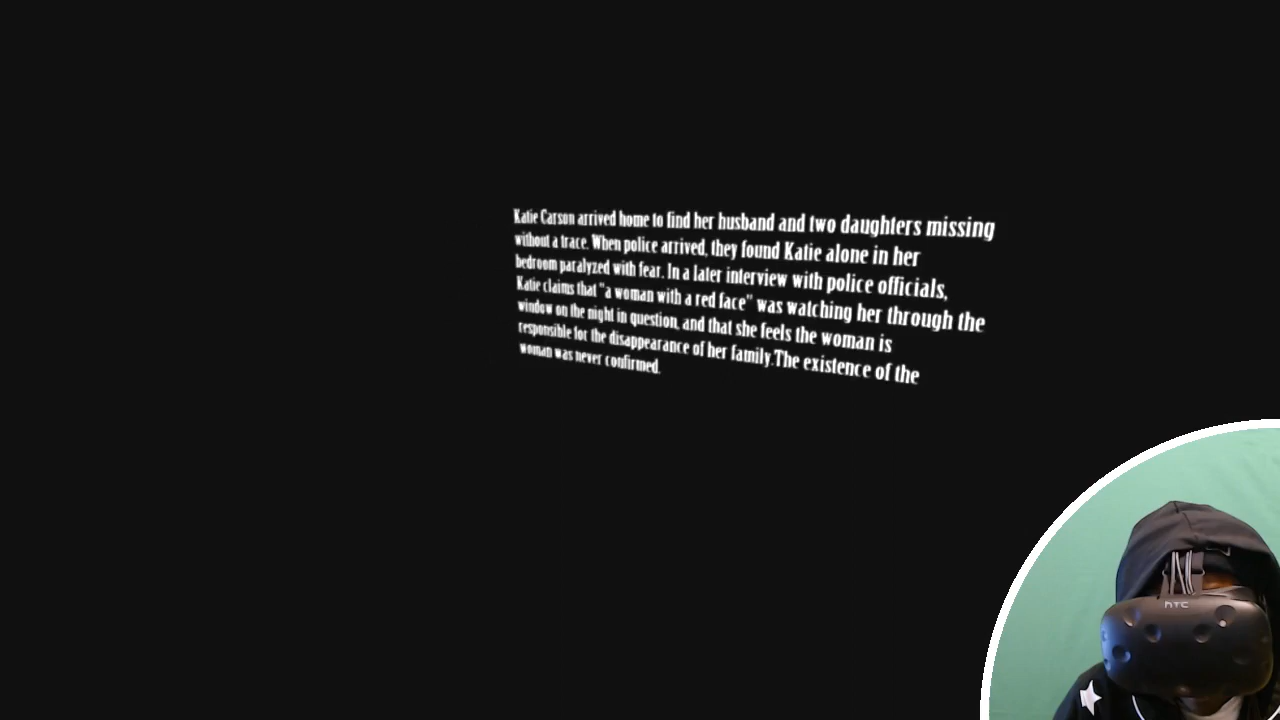 Katie Carson arrived home to find her husband and two daughters missing
without a trace. When police arrived, they found Katie alone in her
bedroom paralyzed with fear. In a later interview with police officials,
Katie claims that "a woman with a red face" was watching her through the
window on the night in question, and that she feels the woman is
responsible for the disappearance of her family.The existence of the
woman was never confirmed.
htc